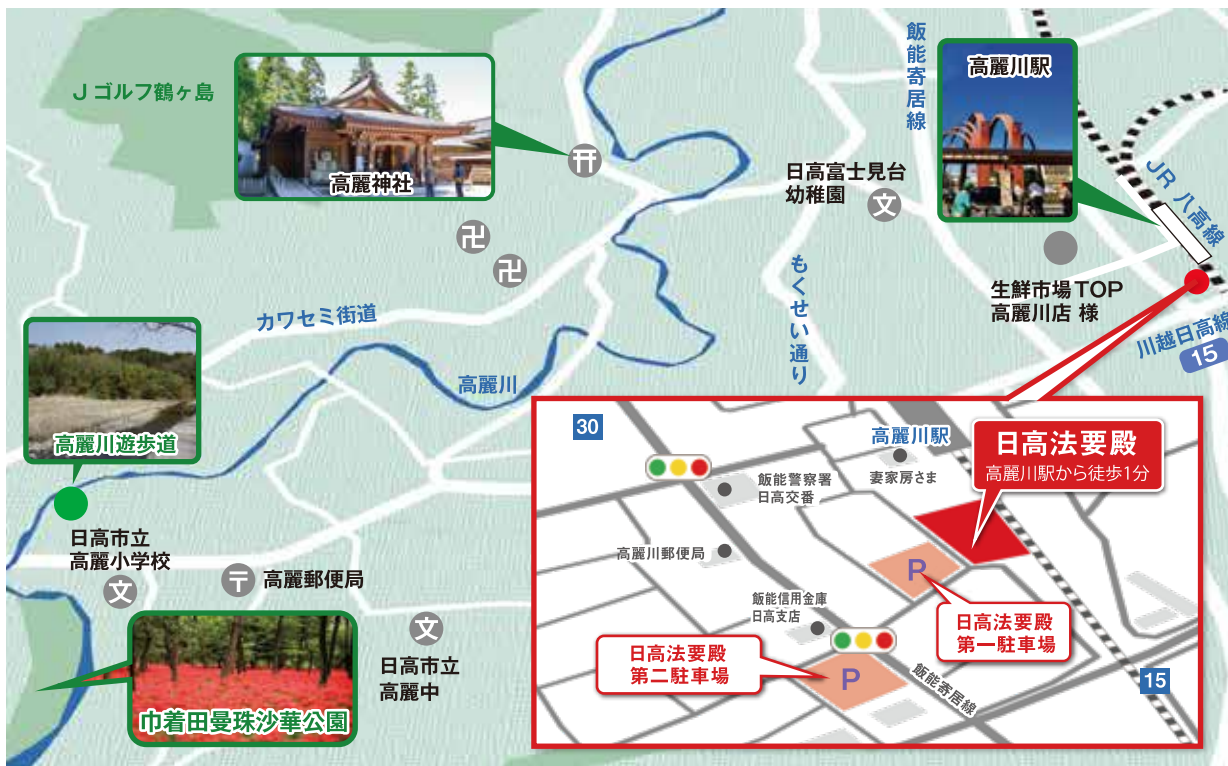 Jゴルフ鶴ヶ島
高麗神社
飯能寄居線
高麗川駅
日高富士見台
幼稚園
文
JR 八高線
卍
卍
生鮮市場TOP
高麗川店 様
もくせい通り
川越日高線
15
カワセミ街道
高麗川
高麗川遊歩道
日高市立
高麗小学校
文
〒
高麗郵便局
文
日高市立
高麗中
巾着田曼珠沙華公園
30
高麗川駅
妻家房さま
日高法要殿
高麗川駅から徒歩1分
飯能警察署
日高交番
高麗川郵便局
P
飯能信用金庫
日高支店
日高法要殿
第一駐車場
日高法要殿
第二駐車場
P
飯能寄居線
15